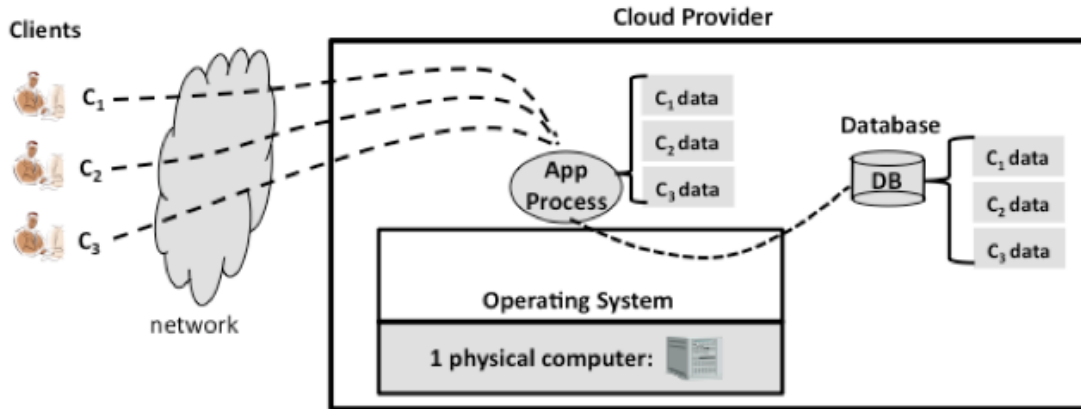 Cloud Provider
Clients
C₁
C₂
C₃
network
App
Process
C₁ data
C₂ data
C₃ data
Database
DB
C₁ data
C₂ data
C₃ data
Operating System
1 physical computer: